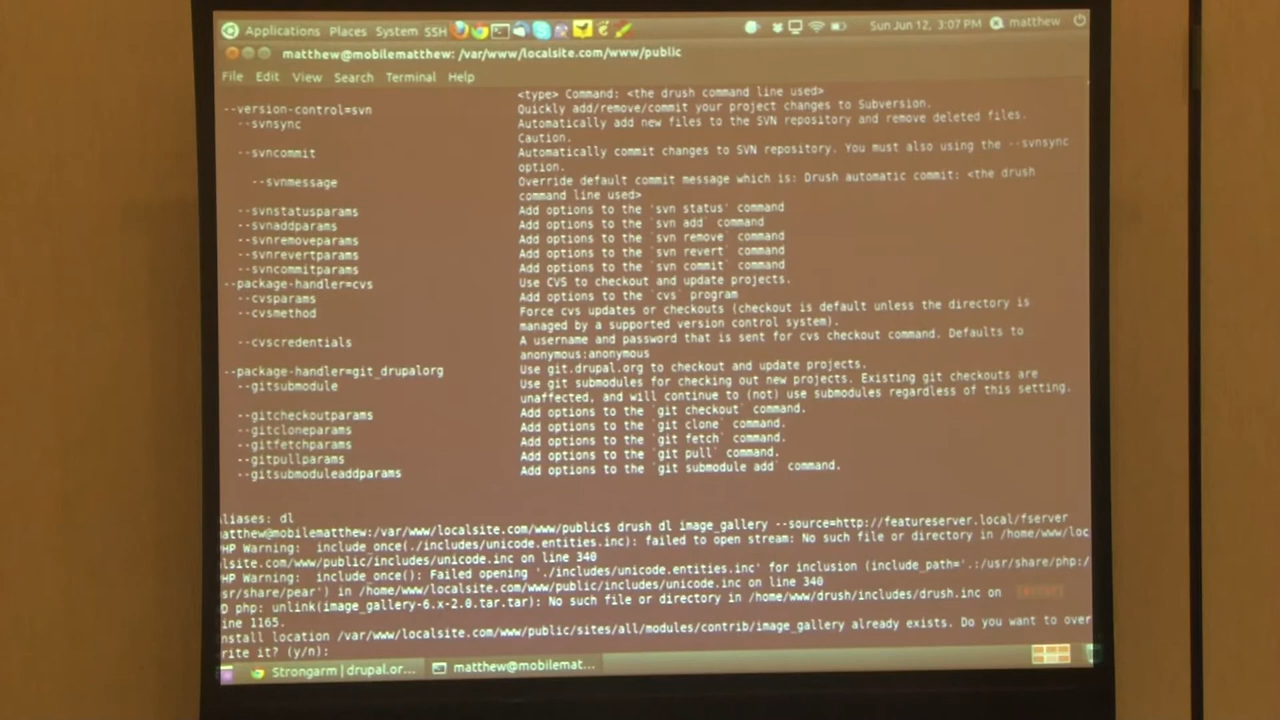 Applications Places System SSH Sun Jun 12, 3:07 PM matthew
matthew@mobilematthew: /var/www/localsite.com/www/public
File Edit View Search Terminal Help
<type> Command: <the drush command line used>
--version-control=svn Quickly add/remove/commit your project changes to Subversion.
--svnsync Automatically add new files to the SVN repository and remove deleted files.
Caution.
--svncommit Automatically commit changes to SVN repository. You must also using the --svnsync
option.
--svnmessage Override default commit message which is: Drush automatic commit: <the drush
command line used>
--svnstatusparams Add options to the `svn status` command
--svnaddparams Add options to the `svn add` command
--svnremoveparams Add options to the `svn remove` command
--svnrevertparams Add options to the `svn revert` command
--svncommitparams Add options to the `svn commit` command
--package-handler=cvs Use CVS to checkout and update projects.
--cvsparams Add options to the `cvs` program
--cvsmethod Force cvs updates or checkouts (checkout is default unless the directory is
managed by a supported version control system).
--cvscredentials A username and password that is sent for cvs checkout command. Defaults to
anonymous:anonymous
--package-handler=git_drupalorg Use git.drupal.org to checkout and update projects.
--gitsubmodule Use git submodules for checking out new projects. Existing git checkouts are
unaffected, and will continue to (not) use submodules regardless of this setting.
--gitcheckoutparams Add options to the `git checkout` command.
--gitcloneparams Add options to the `git clone` command.
--gitfetchparams Add options to the `git fetch` command.
--gitpullparams Add options to the `git pull` command.
--gitsubmoduleaddparams Add options to the `git submodule add` command.
liases: dl
atthew@mobilematthew:/var/www/localsite.com/www/public$ drush dl image_gallery --source=http://featureserver.local/fserver
HP Warning: include_once(./includes/unicode.entities.inc): failed to open stream: No such file or directory in /home/www/loc
lsite.com/www/public/includes/unicode.inc on line 340
HP Warning: include_once(): Failed opening './includes/unicode.entities.inc' for inclusion (include_path='.:/usr/share/php:/
sr/share/pear') in /home/www/localsite.com/www/public/includes/unicode.inc on line 340
D php: unlink(image_gallery-6.x-2.0.tar.tar): No such file or directory in /home/www/drush/includes/drush.inc on
ine 1165.
nstall location /var/www/localsite.com/www/public/sites/all/modules/contrib/image_gallery already exists. Do you want to over
rite it? (y/n):
Strongarm | drupal.or... matthew@mobilemat...